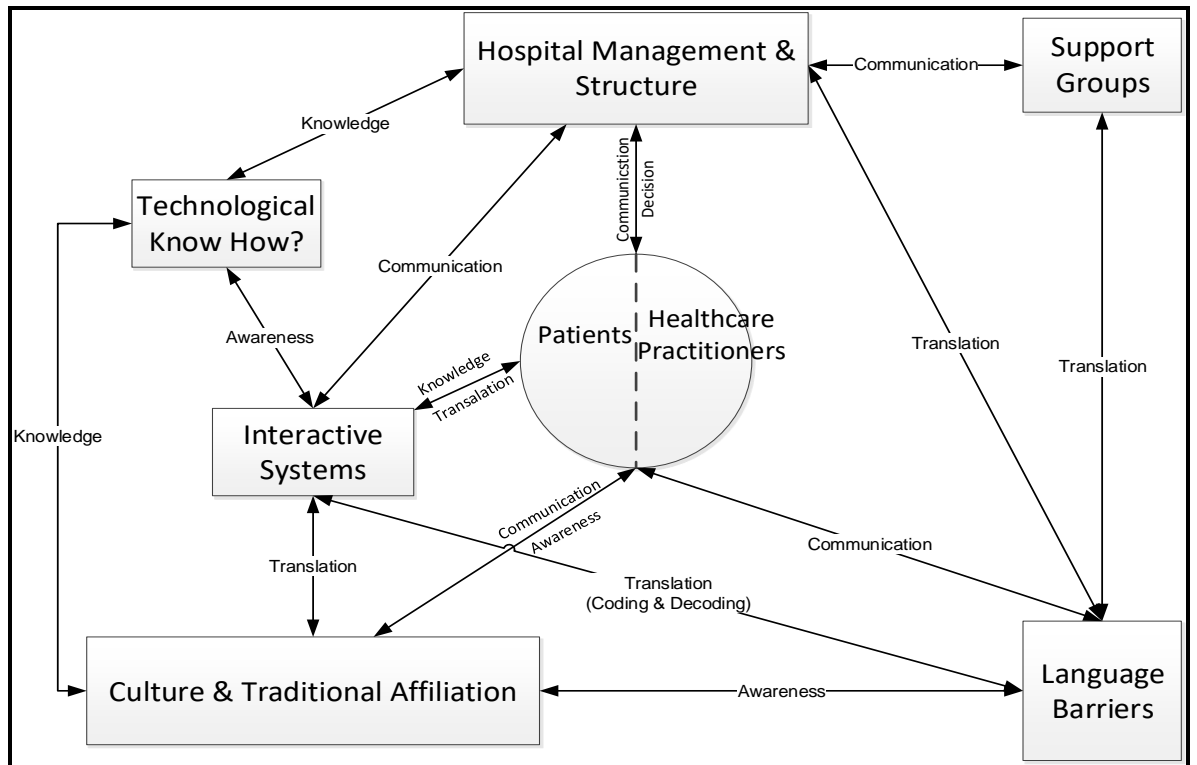 Hospital Management &
Structure
Support
Groups
Communication
Knowledge
Communicstion
Decision
Technological
Know How?
Communication
Awareness
Patients
Healthcare
Practitioners
Translation
Translation
Knowledge
Transalation
Knowledge
Interactive
Systems
Communication
Awareness
Communication
Translation
Translation
(Coding & Decoding)
Culture & Traditional Affiliation
Awareness
Language
Barriers